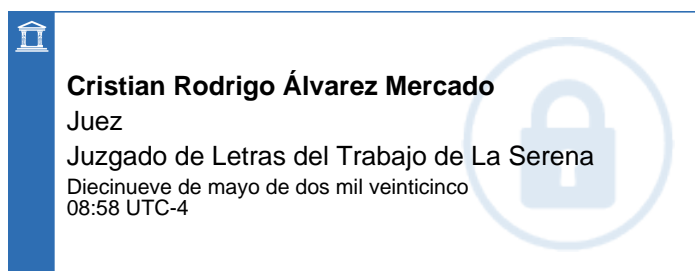 Cristian Rodrigo Álvarez Mercado
Juez
Juzgado de Letras del Trabajo de La Serena
Diecinueve de mayo de dos mil veinticinco
08:58 UTC-4